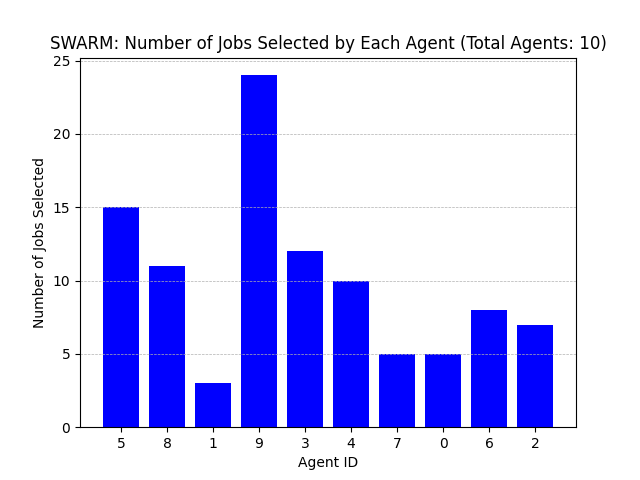 SWARM: Number of Jobs Selected by Each Agent (Total Agents: 10)
25
20
15
10
5
0
Number of Jobs Selected
5 8 1 9 3 4 7 0 6 2
Agent ID